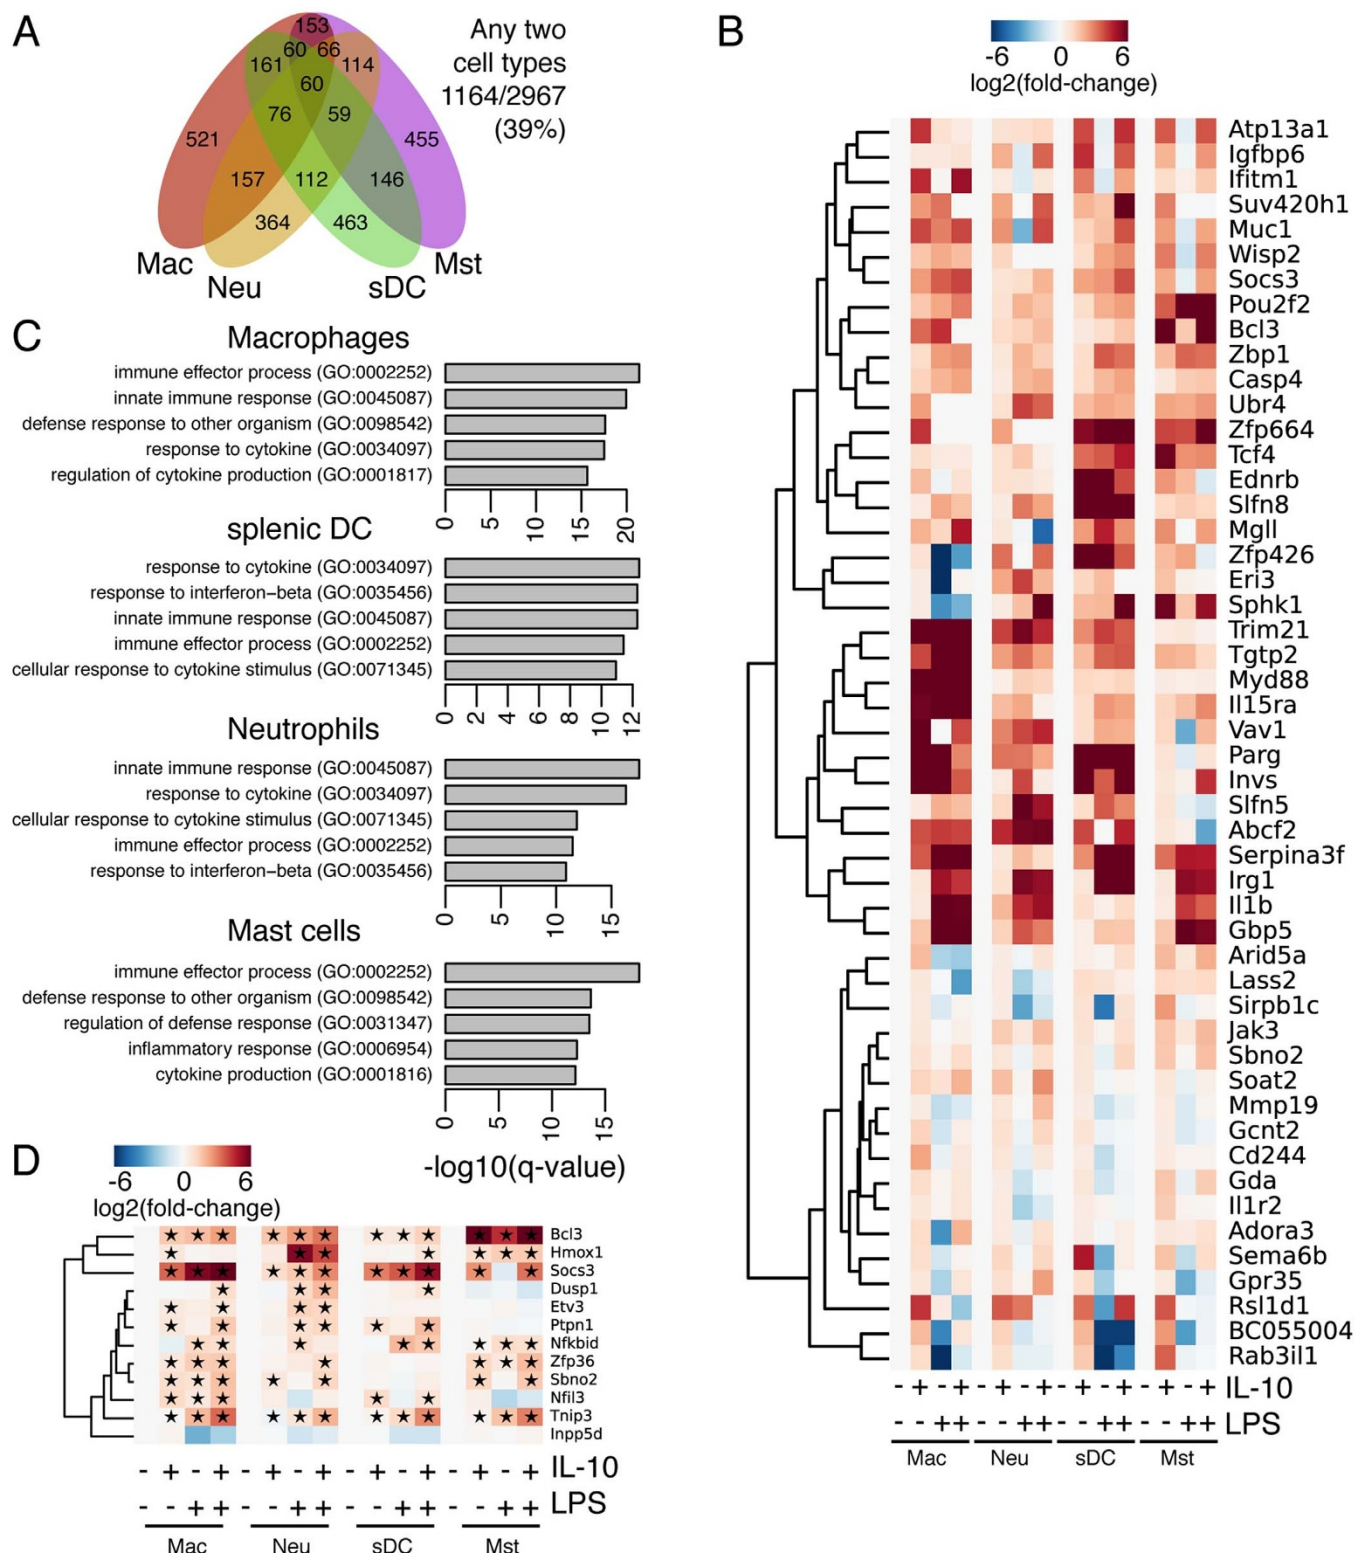 A
153
60 66
161 114
60
76 59
521 455
157 112 146
364 463
Mac
Neu
sDC
Mst
Any two
cell types
1164/2967
(39%)
B
-6 0 6
log2(fold-change)
Atp13a1
Igfbp6
Ifitm1
Suv420h1
Muc1
Wisp2
Socs3
Pou2f2
Bcl3
Zbp1
Casp4
Ubr4
Zfp664
Tcf4
Ednrb
Slfn8
Mgll
Zfp426
Eri3
Sphk1
Trim21
Tgtp2
Myd88
Il15ra
Vav1
Parg
Invs
Slfn5
Abcf2
Serpina3f
Irg1
Il1b
Gbp5
Arid5a
Lass2
Sirpb1c
Jak3
Sbno2
Soat2
Mmp19
Gcnt2
Cd244
Gda
Il1r2
Adora3
Sema6b
Gpr35
Rsl1d1
BC055004
Rab3il1
- + - + - + - + - + - + - + - + IL-10
- - + + - - + + - - + + - - + + LPS
Mac Neu sDC Mst
C
Macrophages
immune effector process (GO:0002252)
innate immune response (GO:0045087)
defense response to other organism (GO:0098542)
response to cytokine (GO:0034097)
regulation of cytokine production (GO:0001817)
0 5 10 15 20
splenic DC
response to cytokine (GO:0034097)
response to interferon-beta (GO:0035456)
innate immune response (GO:0045087)
immune effector process (GO:0002252)
cellular response to cytokine stimulus (GO:0071345)
0 2 4 6 8 10 12
Neutrophils
innate immune response (GO:0045087)
response to cytokine (GO:0034097)
cellular response to cytokine stimulus (GO:0071345)
immune effector process (GO:0002252)
response to interferon-beta (GO:0035456)
0 5 10 15
Mast cells
immune effector process (GO:0002252)
defense response to other organism (GO:0098542)
regulation of defense response (GO:0031347)
inflammatory response (GO:0006954)
cytokine production (GO:0001816)
0 5 10 15
-log10(q-value)
D
-6 0 6
log2(fold-change)
Bcl3
Hmox1
Socs3
Dusp1
Etv3
Ptpn1
Nfkbid
Zfp36
Sbno2
Nfil3
Tnip3
Inpp5d
- + - + - + - + - + - + - + - + IL-10
- - + + - - + + - - + + - - + + LPS
Mac Neu sDC Mst